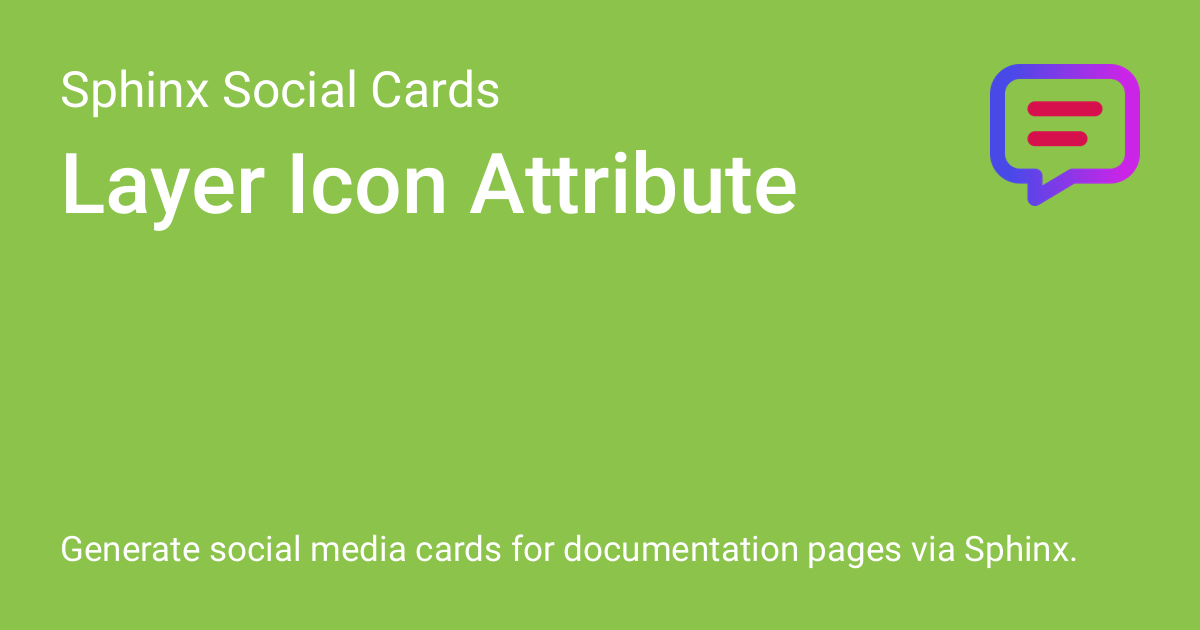 Sphinx Social Cards
Layer Icon Attribute
Generate social media cards for documentation pages via Sphinx.